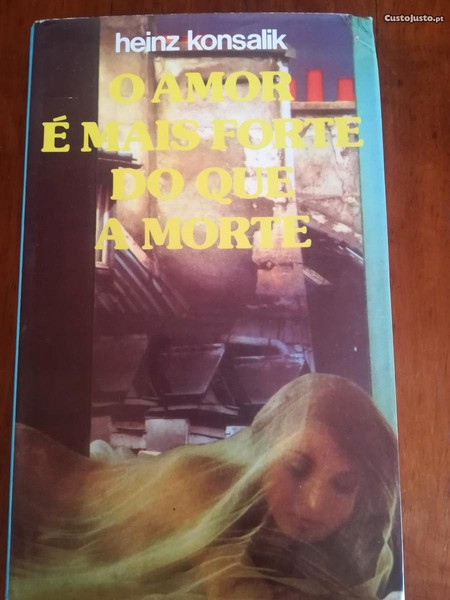 CustoJusto.pt
heinz konsalik
O AMOR
É MAIS FORTE
DO QUE
A MORTE